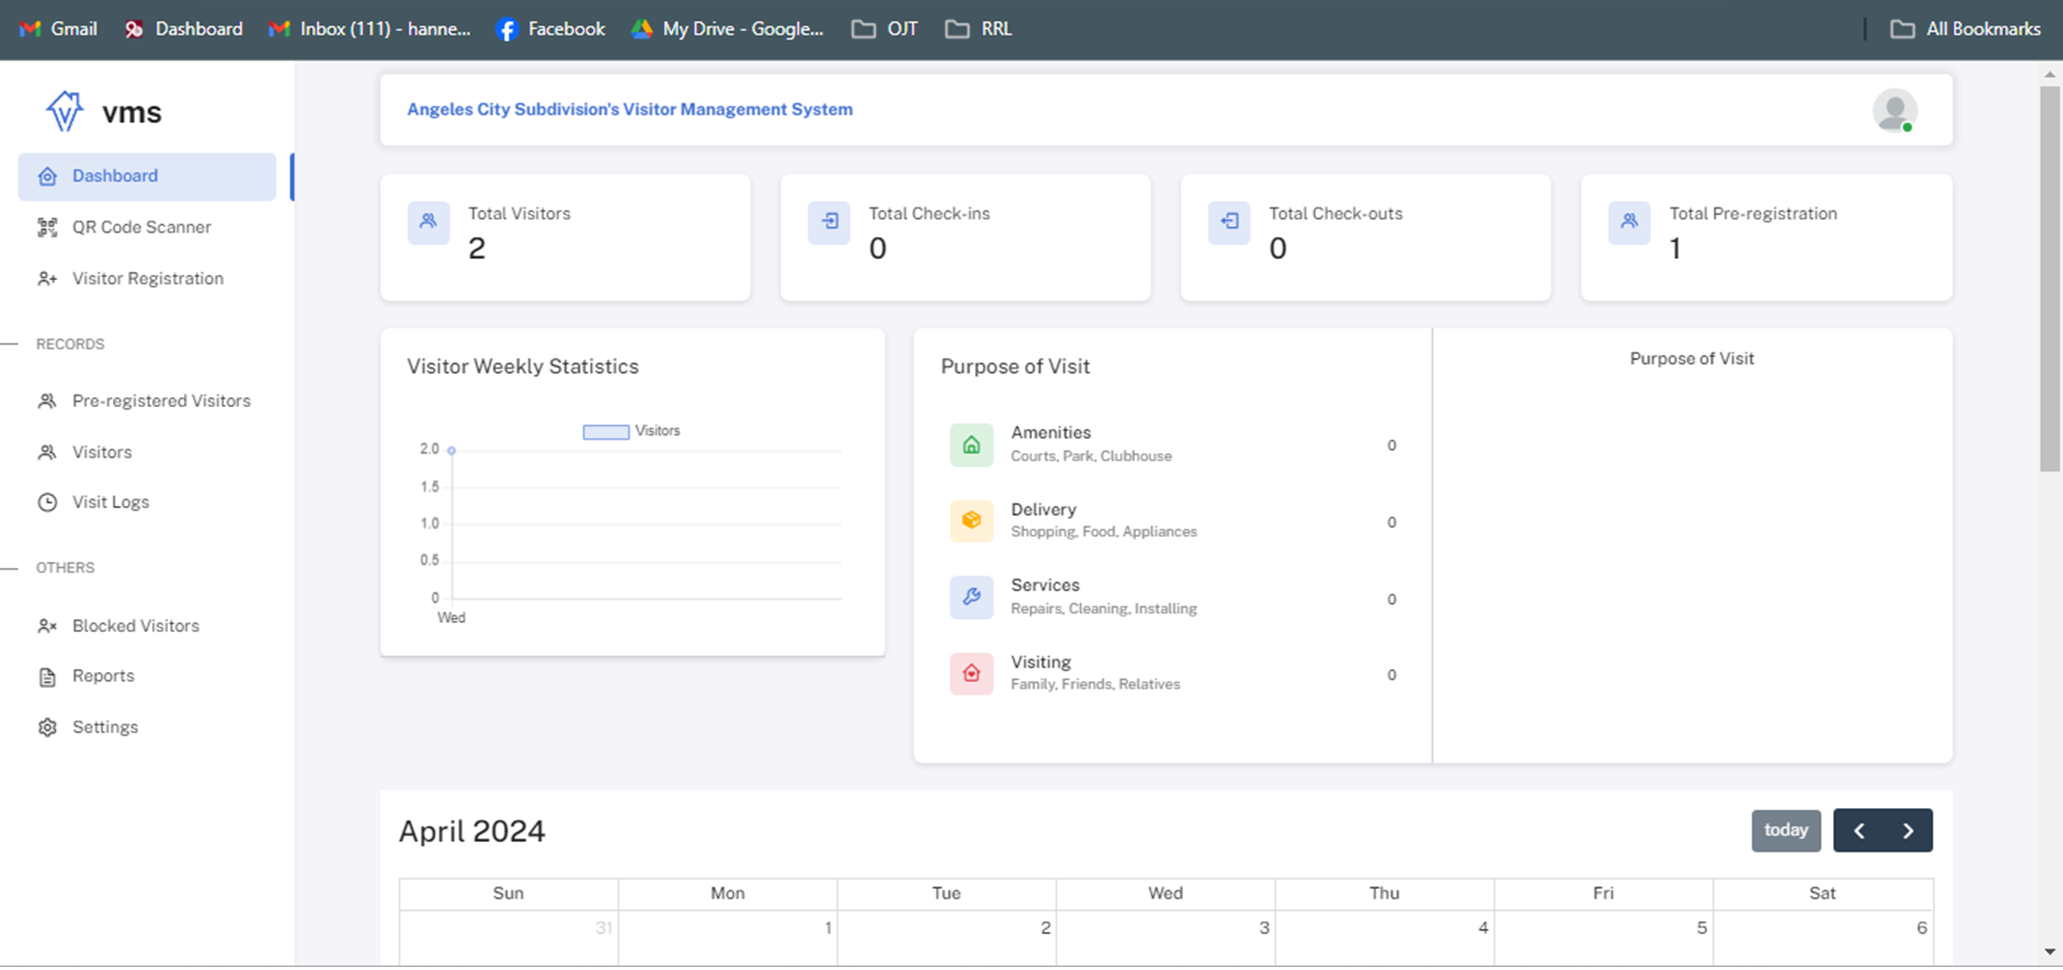 Gmail Dashboard Inbox (111) - hanne... Facebook My Drive - Google... OJT RRL All Bookmarks
vms
Angeles City Subdivision's Visitor Management System
Dashboard
QR Code Scanner
Visitor Registration
RECORDS
Pre-registered Visitors
Visitors
Visit Logs
OTHERS
Blocked Visitors
Reports
Settings
Total Visitors
2
Total Check-ins
0
Total Check-outs
0
Total Pre-registration
1
Visitor Weekly Statistics
Visitors
2.0
1.5
1.0
0.5
0
Wed
Purpose of Visit
Amenities
Courts, Park, Clubhouse
0
Delivery
Shopping, Food, Appliances
0
Services
Repairs, Cleaning, Installing
0
Visiting
Family, Friends, Relatives
0
Purpose of Visit
April 2024
today
Sun Mon Tue Wed Thu Fri Sat
31 1 2 3 4 5 6